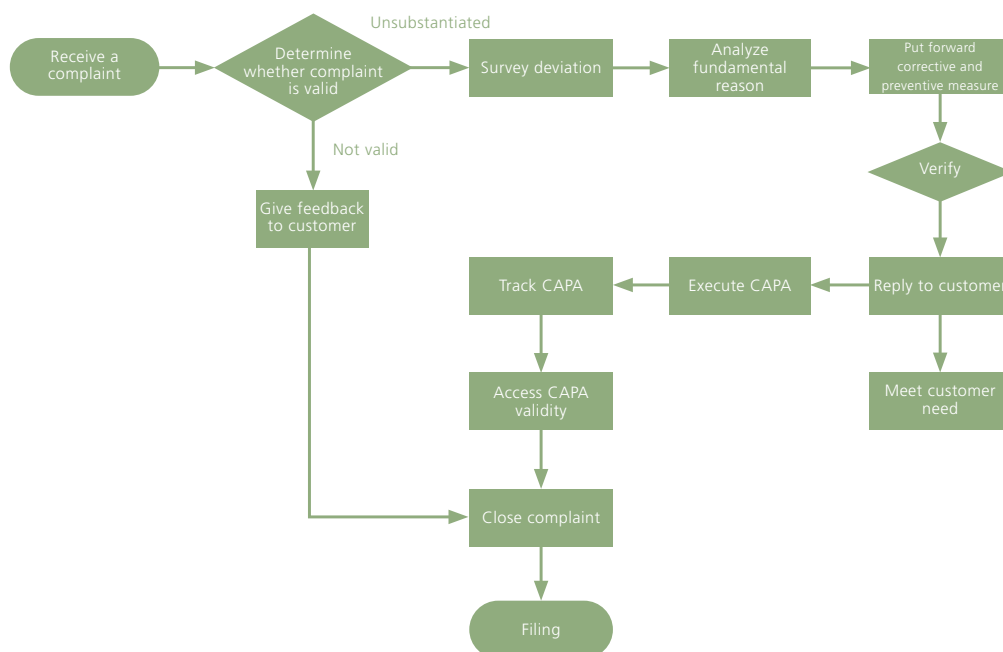 Unsubstantiated
Receive a
complaint
Determine
whether complaint
is valid
Survey deviation
Analyze
fundamental
reason
Put forward
corrective and
preventive measure
Not valid
Verify
Give feedback
to customer
Track CAPA
Execute CAPA
Reply to customer
Access CAPA
validity
Meet customer
need
Close complaint
Filing